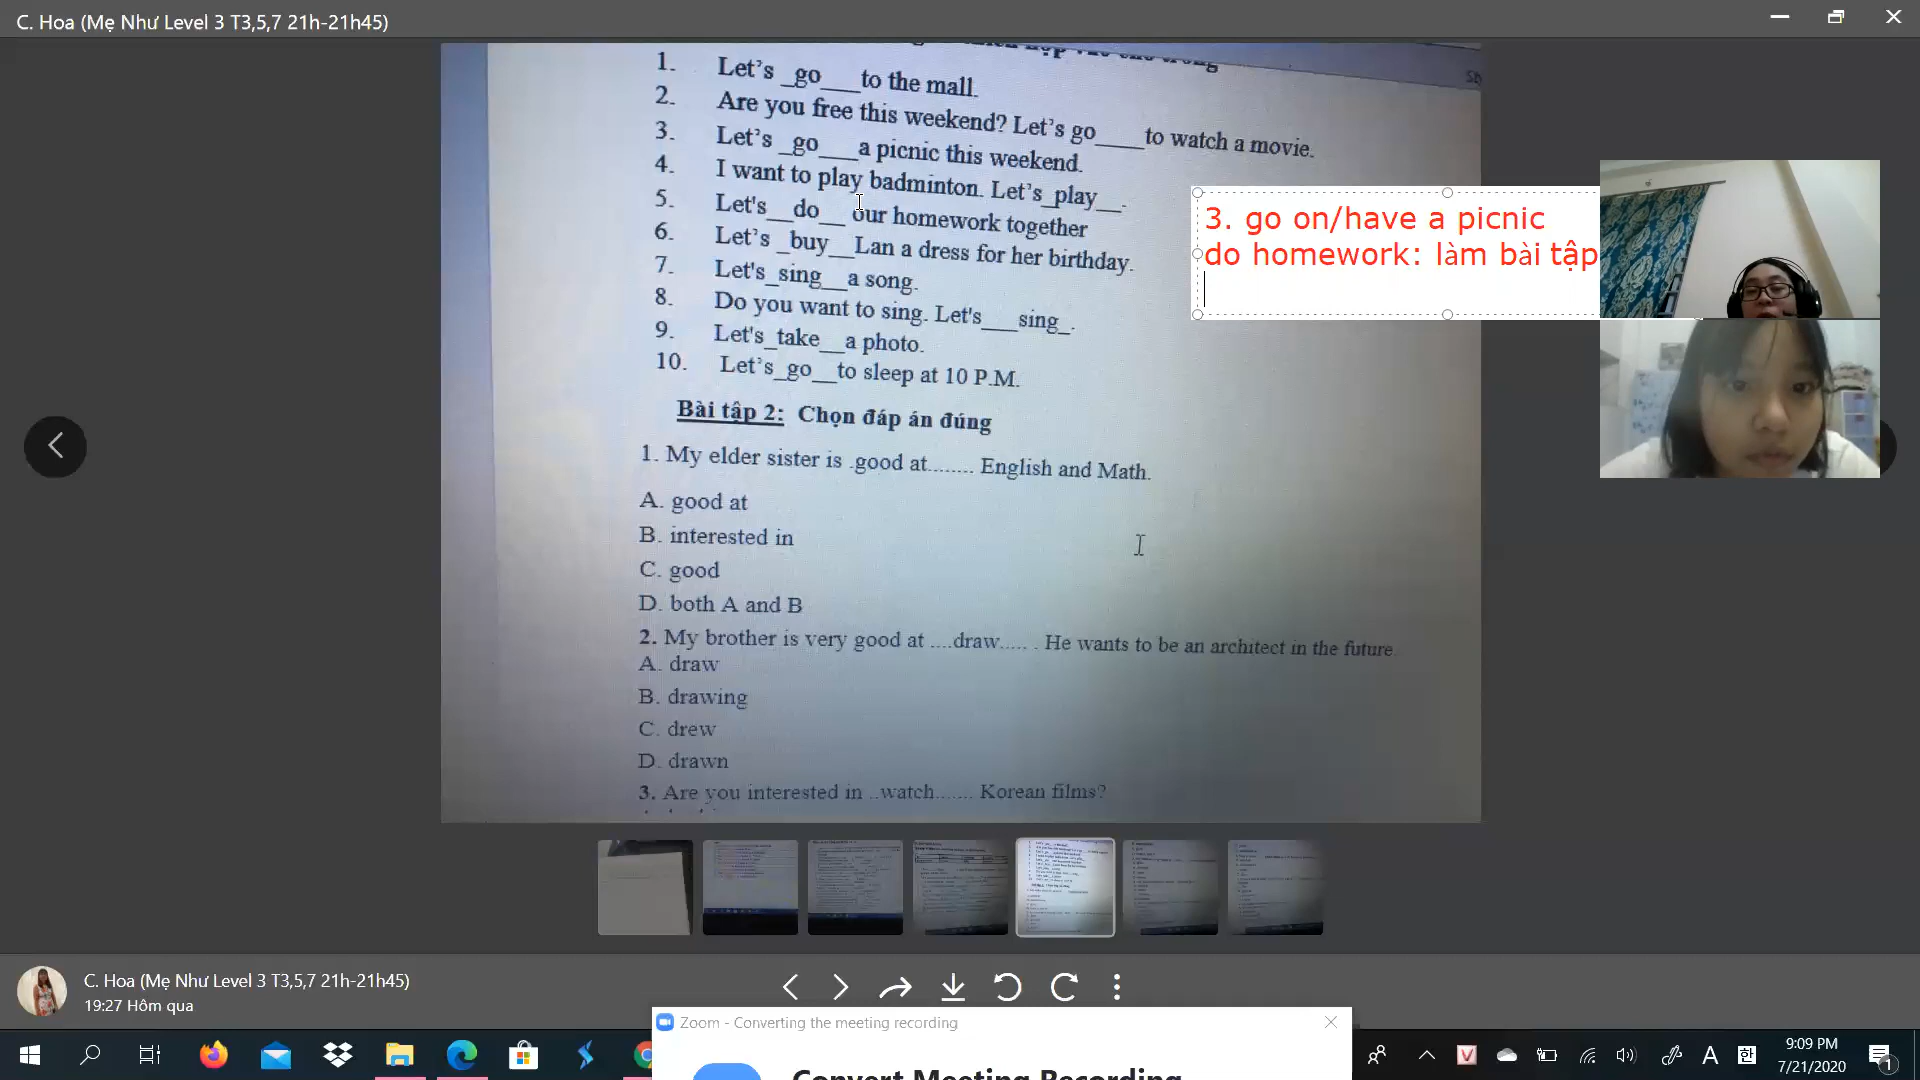 C. Hoa (Mẹ Như Level 3 T3,5,7 21h-21h45)
1. Let's _go___to the mall.
2. Are you free this weekend? Let's go____to watch a movie.
3. Let's _go___a picnic this weekend.
4. I want to play badminton. Let's_play__.
5. Let's__do__ our homework together
6. Let's _buy__Lan a dress for her birthday.
7. Let's_sing__a song.
8. Do you want to sing. Let's___sing_.
9. Let's_take__a photo.
10. Let's_go__to sleep at 10 P.M.
3. go on/have a picnic
do homework: làm bài tập
Bài tập 2: Chọn đáp án đúng
1. My elder sister is .good at........ English and Math.
A. good at
B. interested in
C. good
D. both A and B
2. My brother is very good at ....draw..... . He wants to be an architect in the future.
A. draw
B. drawing
C. drew
D. drawn
3. Are you interested in ..watch....... Korean films?
C. Hoa (Mẹ Như Level 3 T3,5,7 21h-21h45)
19:27 Hôm qua
Zoom - Converting the meeting recording
Convert Meeting Recording
9:09 PM
7/21/2020